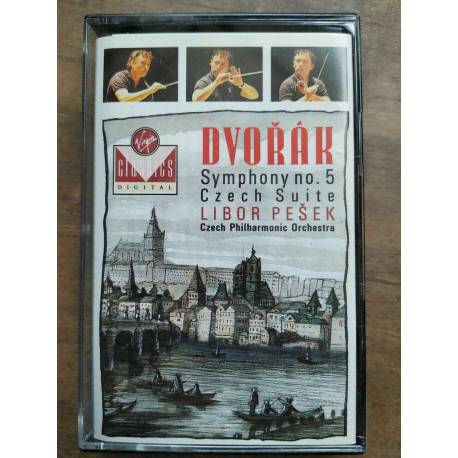 Virgin
CLASSICS
DIGITAL
DVOŘÁK
Symphony no. 5
Czech Suite
LIBOR PEŠEK
Czech Philharmonic Orchestra